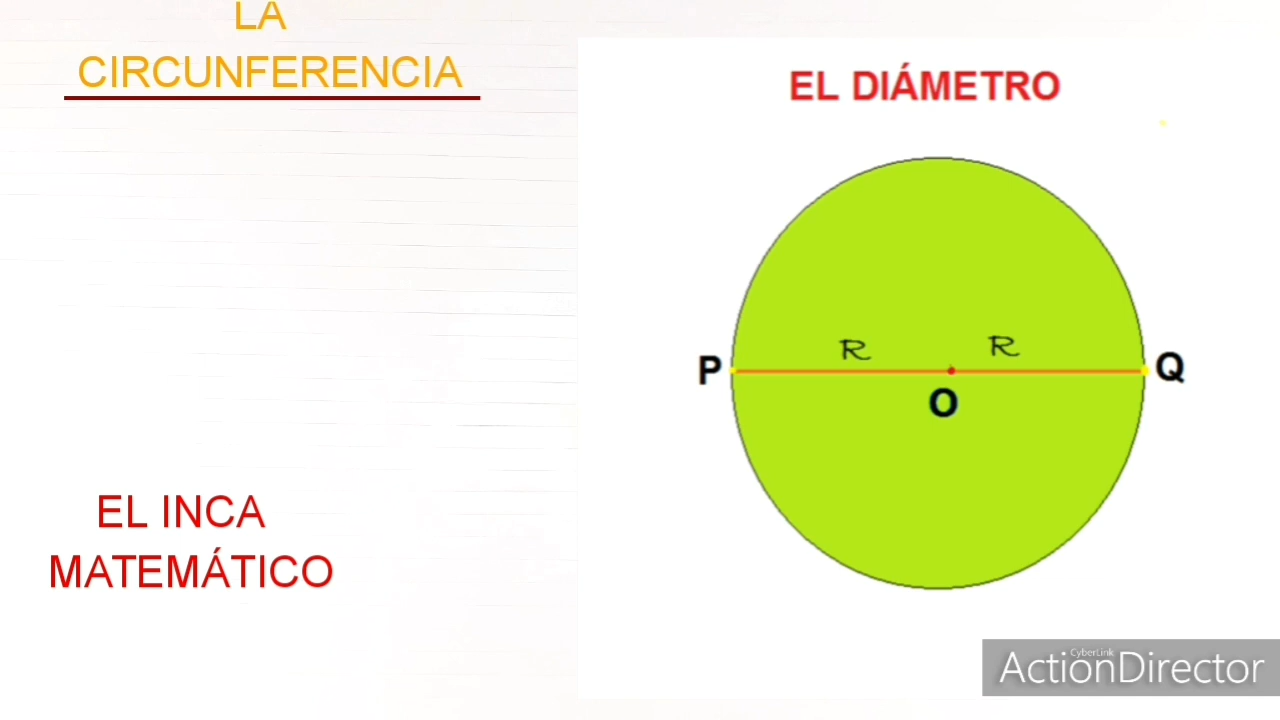 LA
CIRCUNFERENCIA
EL INCA
MATEMÁTICO
EL DIÁMETRO
R R
P Q
O
CyberLink
ActionDirector